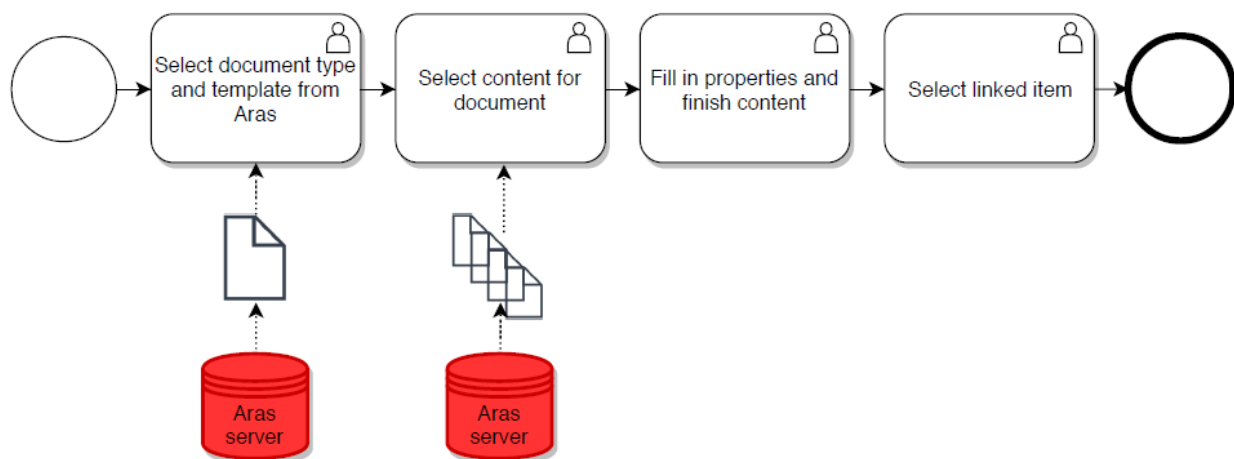 Select document type
and template from
Aras
Select content for
document
Fill in properties and
finish content
Select linked item
Aras
server
Aras
server